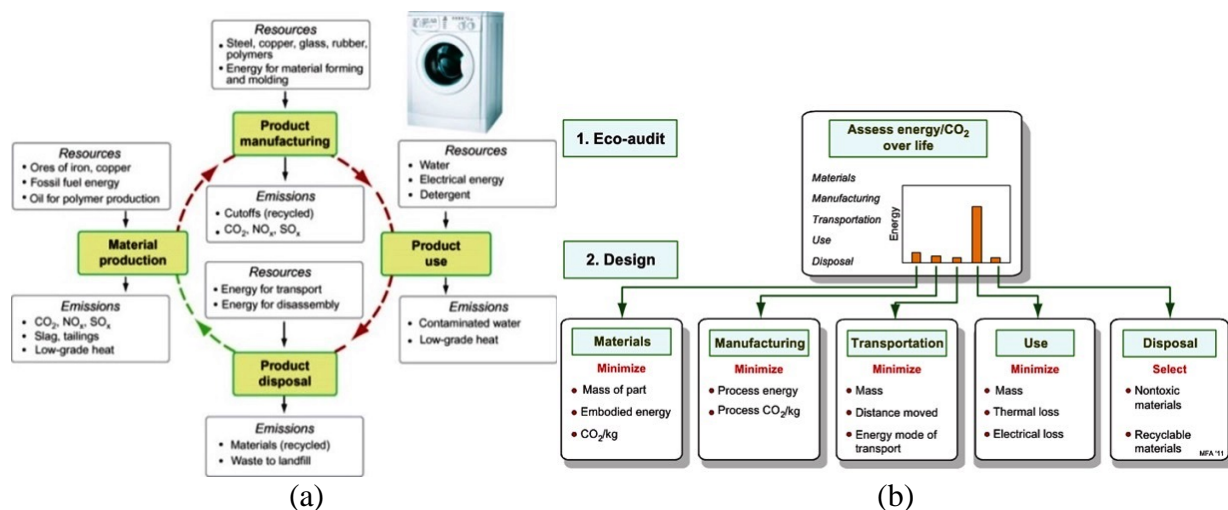 Resources
• Steel, copper, glass, rubber,
polymers
• Energy for material forming
and molding
Product
manufacturing
Resources
• Ores of iron, copper
• Fossil fuel energy
• Oil for polymer production
Emissions
• Cutoffs (recycled)
• CO₂, NOₓ, SOₓ
Resources
• Water
• Electrical energy
• Detergent
Material
production
Product
use
Resources
• Energy for transport
• Energy for disassembly
Emissions
• CO₂, NOₓ, SOₓ
• Slag, tailings
• Low-grade heat
Emissions
• Contaminated water
• Low-grade heat
Product
disposal
Emissions
• Materials (recycled)
• Waste to landfill
(a)
1. Eco-audit
Assess energy/CO₂
over life
Materials
Manufacturing
Transportation
Use
Disposal
Energy
2. Design
Materials
Minimize
• Mass of part
• Embodied energy
• CO₂/kg
Manufacturing
Minimize
• Process energy
• Process CO₂/kg
Transportation
Minimize
• Mass
• Distance moved
• Energy mode of
transport
Use
Minimize
• Mass
• Thermal loss
• Electrical loss
Disposal
Select
• Nontoxic
materials
• Recyclable
materials
MFA '11
(b)